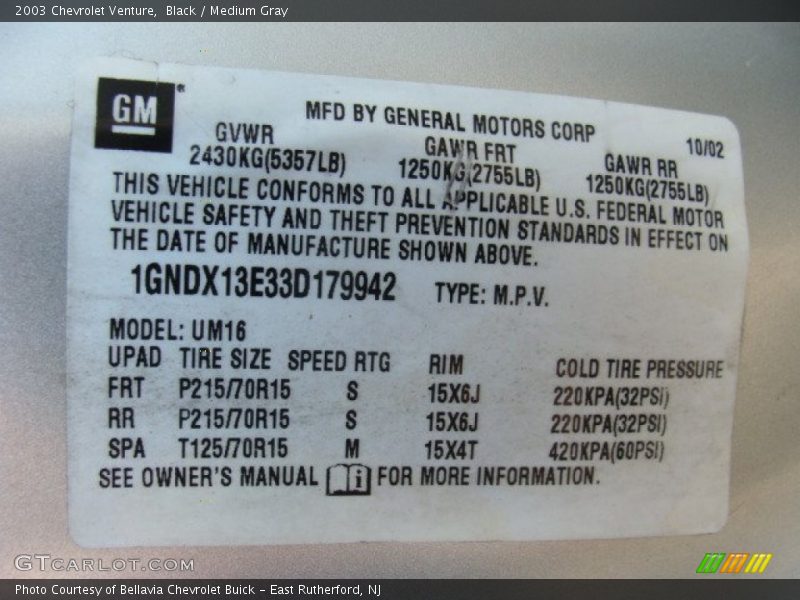 2003 Chevrolet Venture, Black / Medium Gray
GM®
MFD BY GENERAL MOTORS CORP 10/02
GVWR GAWR FRT GAWR RR
2430KG(5357LB) 1250KG(2755LB) 1250KG(2755LB)
THIS VEHICLE CONFORMS TO ALL APPLICABLE U.S. FEDERAL MOTOR
VEHICLE SAFETY AND THEFT PREVENTION STANDARDS IN EFFECT ON
THE DATE OF MANUFACTURE SHOWN ABOVE.
1GNDX13E33D179942 TYPE: M.P.V.
MODEL: UM16
UPAD TIRE SIZE SPEED RTG RIM COLD TIRE PRESSURE
FRT P215/70R15 S 15X6J 220KPA(32PSI)
RR P215/70R15 S 15X6J 220KPA(32PSI)
SPA T125/70R15 M 15X4T 420KPA(60PSI)
SEE OWNER'S MANUAL i FOR MORE INFORMATION.
GTCarLot.com
Photo Courtesy of Bellavia Chevrolet Buick - East Rutherford, NJ